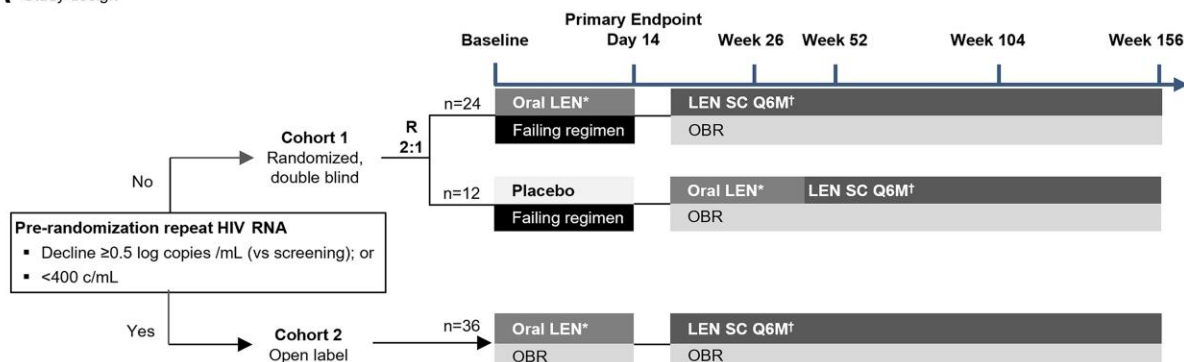 Primary Endpoint
Baseline Day 14 Week 26 Week 52 Week 104 Week 156
n=24 Oral LEN* LEN SC Q6M†
Failing regimen OBR
R
2:1
Cohort 1
Randomized,
double blind
No
n=12 Placebo Oral LEN* LEN SC Q6M†
Failing regimen OBR
Pre-randomization repeat HIV RNA
▪ Decline ≥0.5 log copies /mL (vs screening); or
▪ <400 c/mL
Yes
Cohort 2
Open label
n=36 Oral LEN* LEN SC Q6M†
OBR OBR